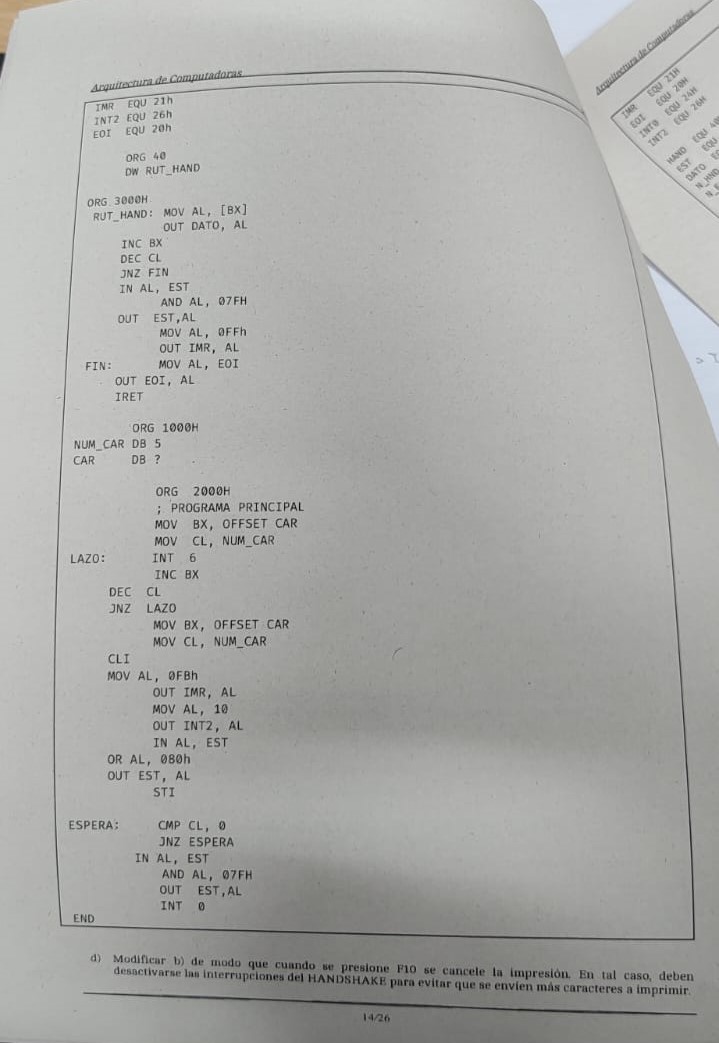 Arquitectura de Computadoras
IMR EQU 21h
INT2 EQU 26h
EOI EQU 20h
ORG 40
DW RUT_HAND
ORG 3000H
RUT_HAND: MOV AL, [BX]
OUT DATO, AL
INC BX
DEC CL
JNZ FIN
IN AL, EST
AND AL, 07FH
OUT EST,AL
MOV AL, 0FFh
OUT IMR, AL
FIN: MOV AL, EOI
OUT EOI, AL
IRET
ORG 1000H
NUM_CAR DB 5
CAR DB ?
ORG 2000H
; PROGRAMA PRINCIPAL
MOV BX, OFFSET CAR
MOV CL, NUM_CAR
LAZO: INT 6
INC BX
DEC CL
JNZ LAZO
MOV BX, OFFSET CAR
MOV CL, NUM_CAR
CLI
MOV AL, 0FBh
OUT IMR, AL
MOV AL, 10
OUT INT2, AL
IN AL, EST
OR AL, 080h
OUT EST, AL
STI
ESPERA: CMP CL, 0
JNZ ESPERA
IN AL, EST
AND AL, 07FH
OUT EST,AL
INT 0
END
d) Modificar b) de modo que cuando se presione F10 se cancele la impresión. En tal caso, deben
desactivarse las interrupciones del HANDSHAKE para evitar que se envíen más caracteres a imprimir.
14/26
Arquitectura de Computadoras
IMR EQU 21H
EOI EQU 20H
INT0 EQU 24H
INT2 EQU 26H
HAND EQU
EST EQU
DATO